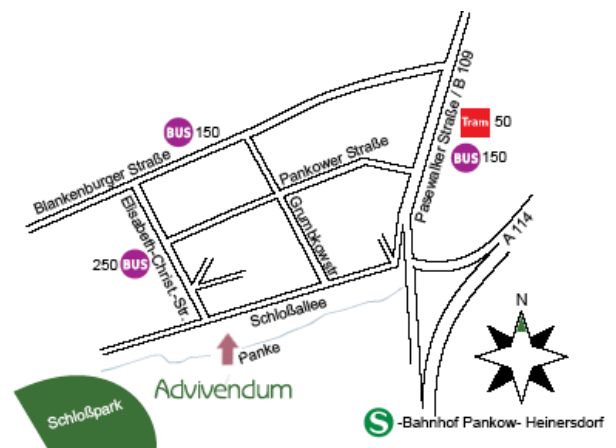 Pasewalker Straße / B 109
Tram 50
BUS 150
BUS 150
Blankenburger Straße
Pankower Straße
Elisabeth-Christ.-Str.
Grumbkowstr.
250 BUS
A 114
Schloßallee
Panke
N
Advivendum
Schloßpark
S -Bahnhof Pankow- Heinersdorf